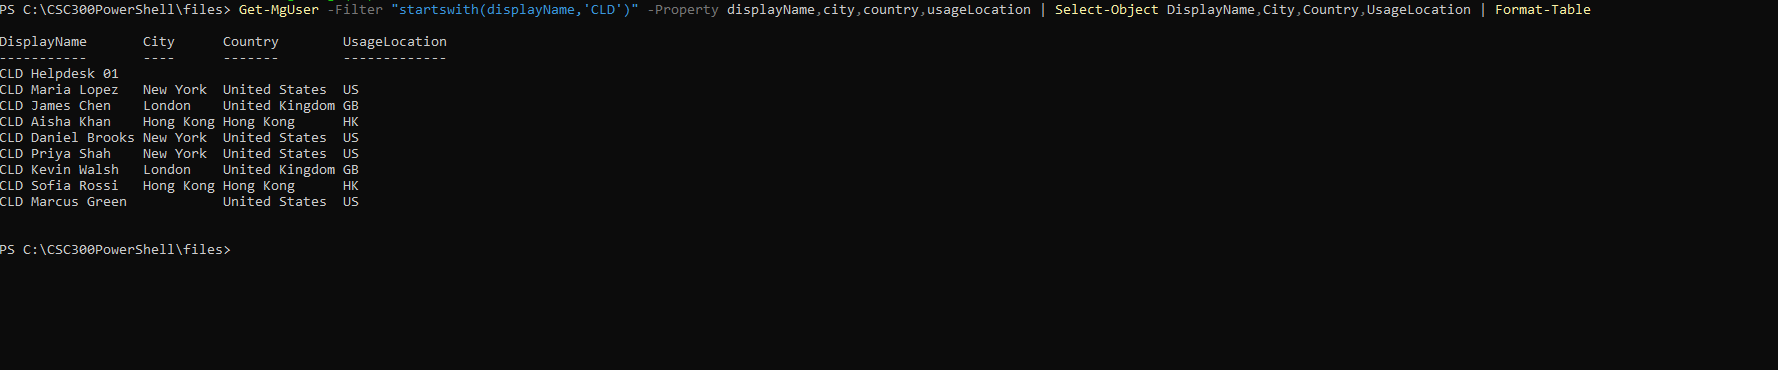 PS C:\CSC300PowerShell\files> Get-MgUser -Filter "startswith(displayName,'CLD')" -Property displayName,city,country,usageLocation | Select-Object DisplayName,City,Country,UsageLocation | Format-Table
DisplayName City Country UsageLocation
----------- ---- ------- -------------
CLD Helpdesk 01
CLD Maria Lopez New York United States US
CLD James Chen London United Kingdom GB
CLD Aisha Khan Hong Kong Hong Kong HK
CLD Daniel Brooks New York United States US
CLD Priya Shah New York United States US
CLD Kevin Walsh London United Kingdom GB
CLD Sofia Rossi Hong Kong Hong Kong HK
CLD Marcus Green United States US
PS C:\CSC300PowerShell\files>